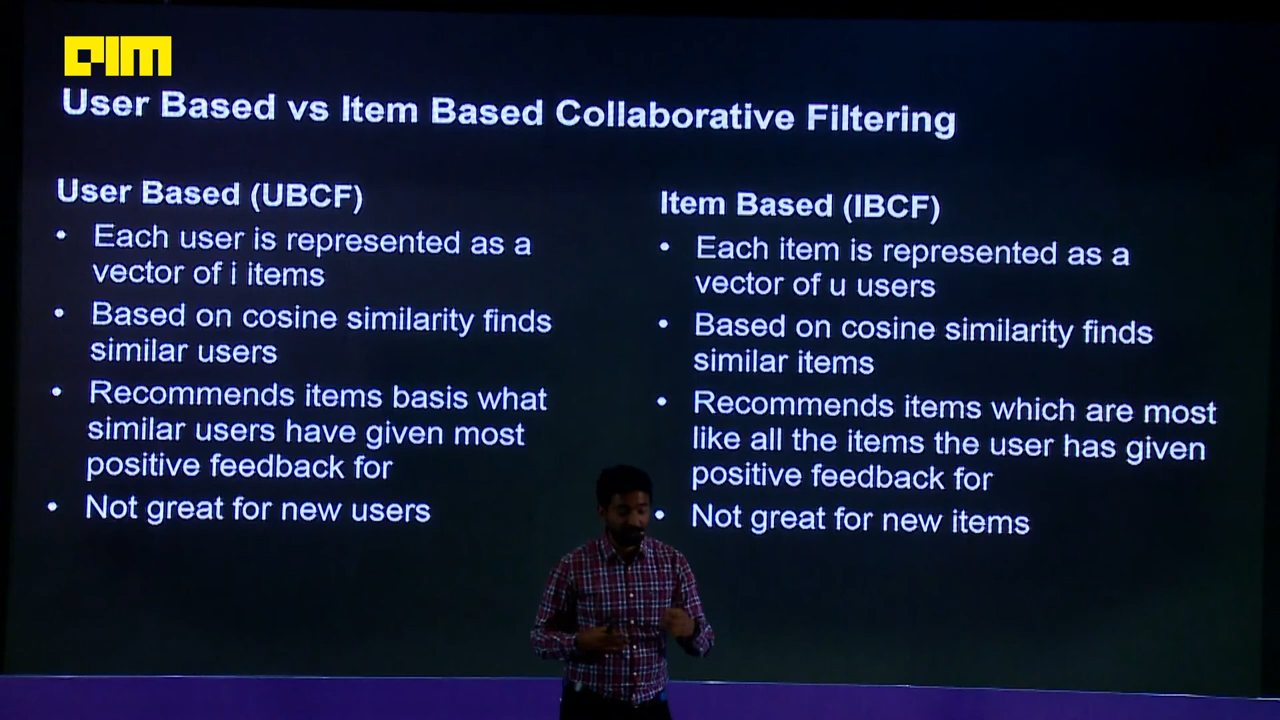 AIM
User Based vs Item Based Collaborative Filtering
User Based (UBCF)
• Each user is represented as a
vector of i items
• Based on cosine similarity finds
similar users
• Recommends items basis what
similar users have given most
positive feedback for
• Not great for new users
Item Based (IBCF)
• Each item is represented as a
vector of u users
• Based on cosine similarity finds
similar items
• Recommends items which are most
like all the items the user has given
positive feedback for
• Not great for new items